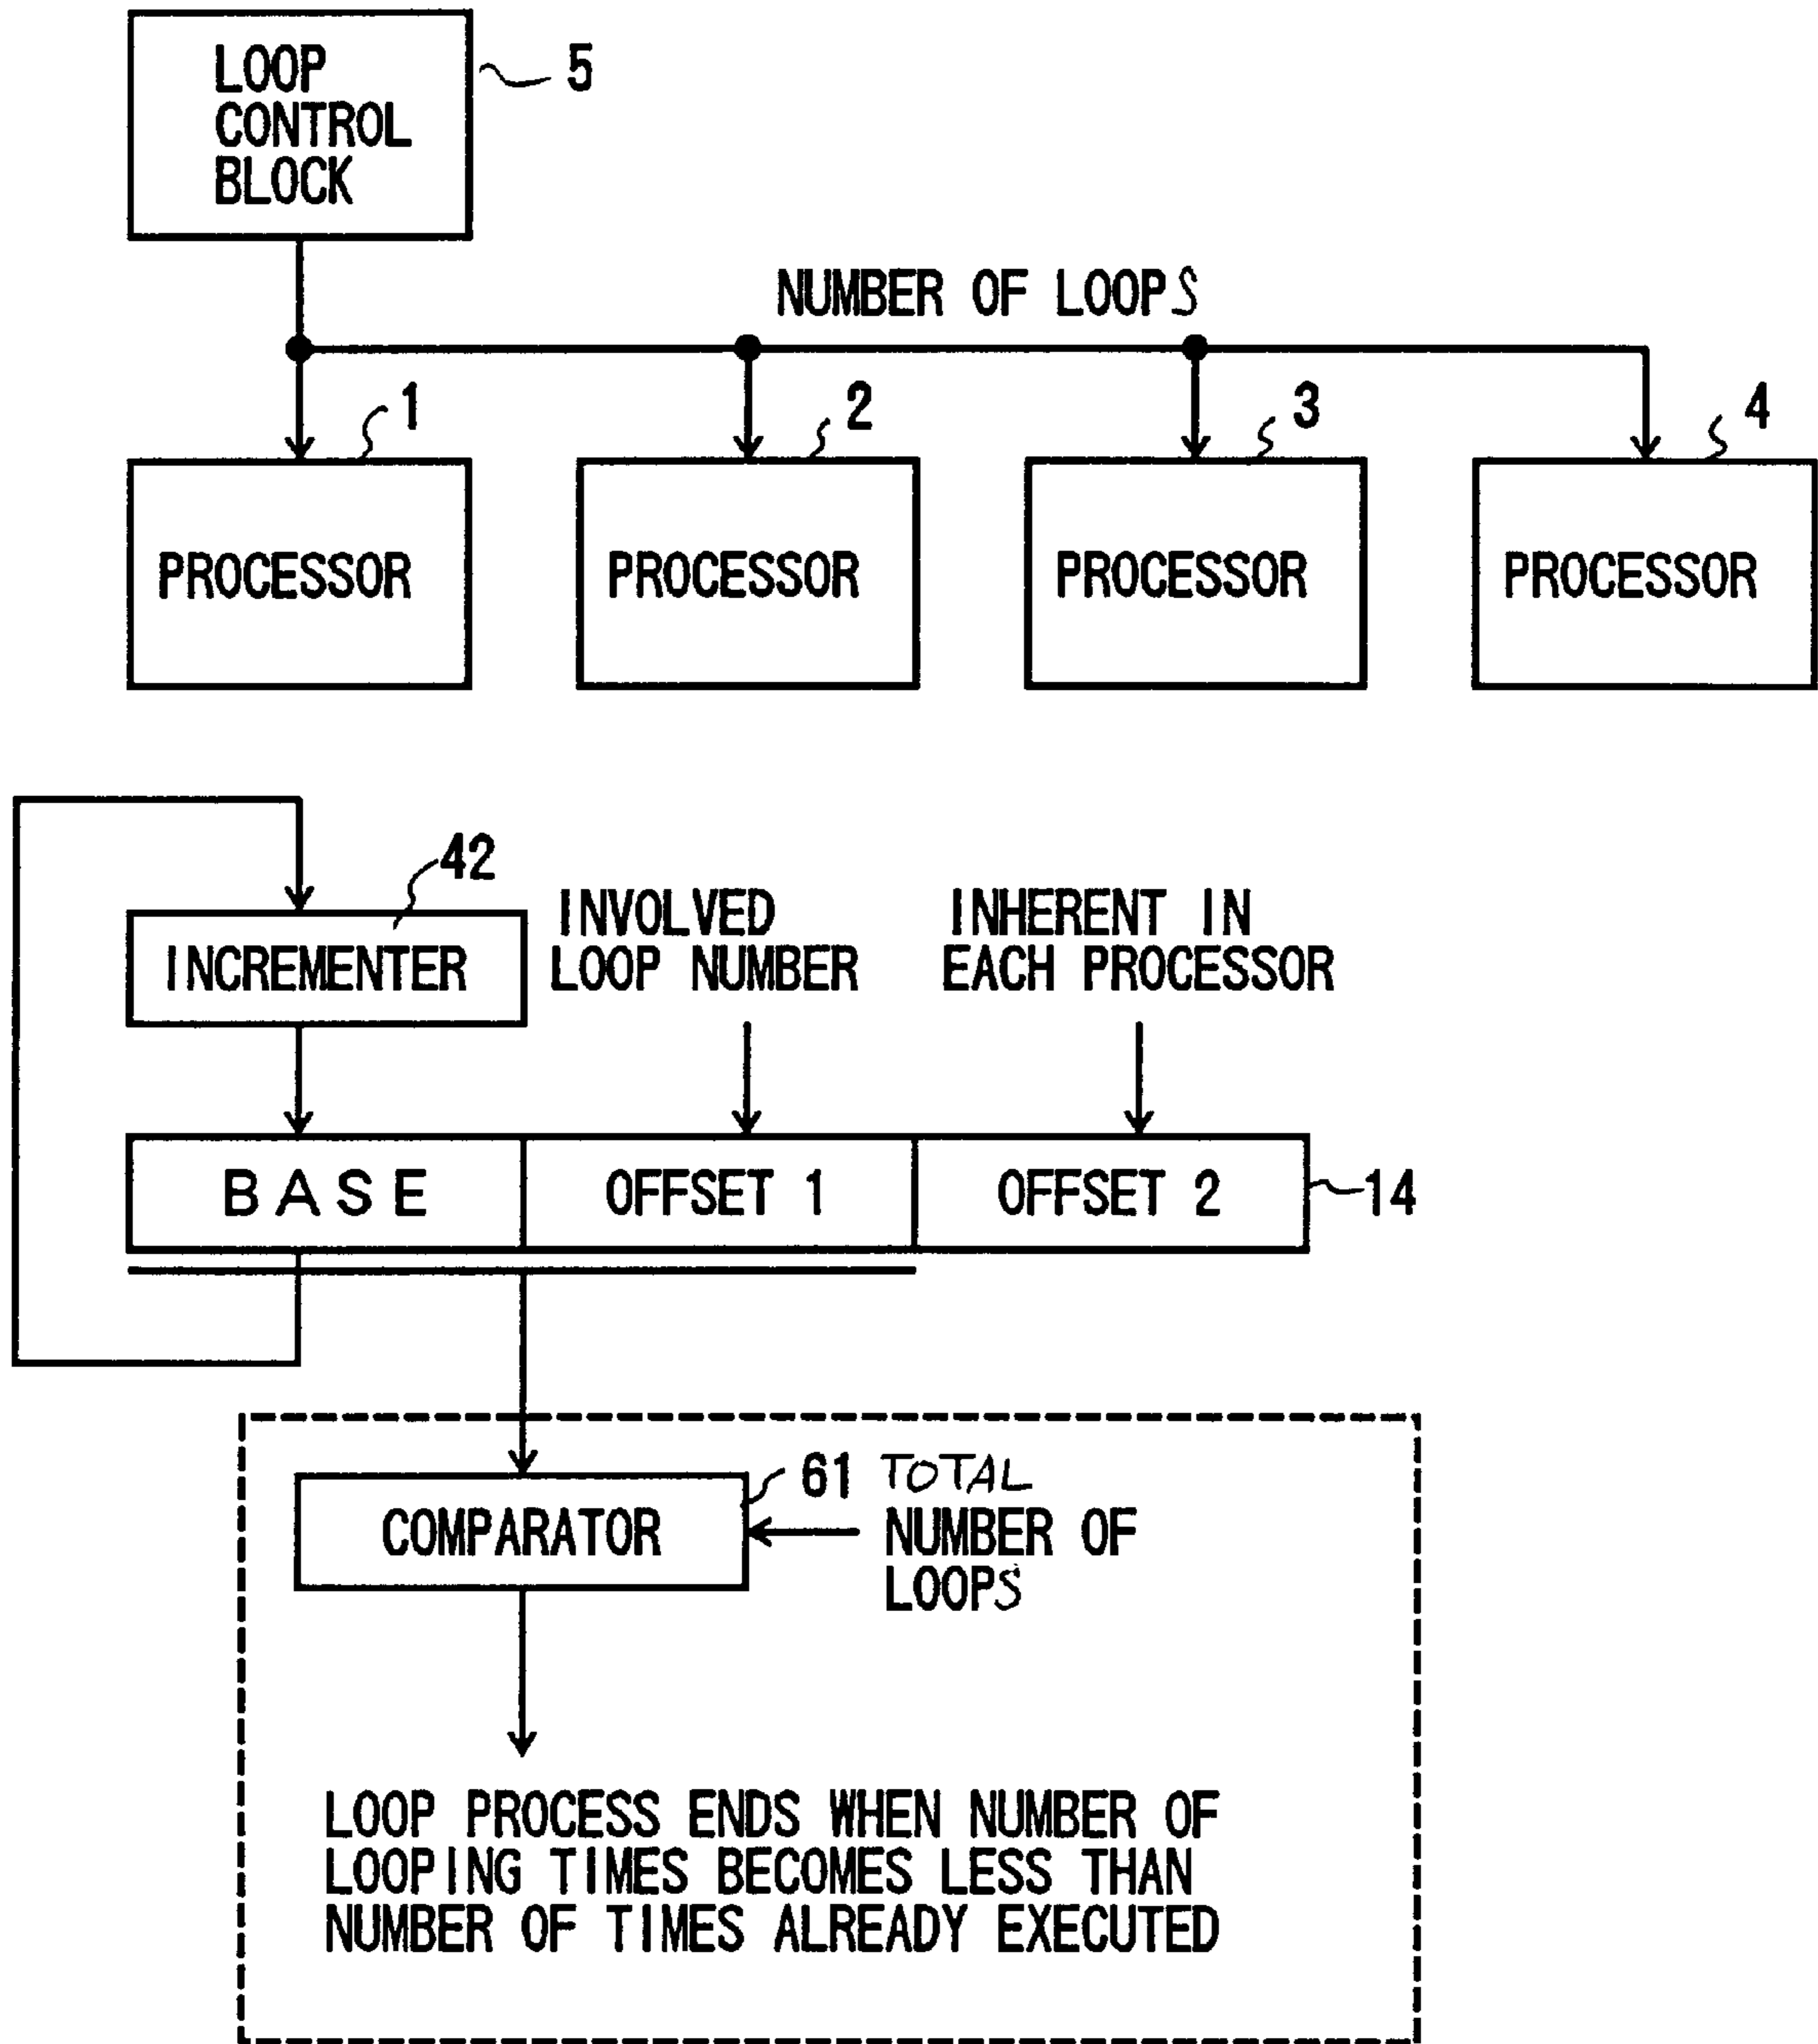 LOOP
CONTROL
BLOCK
5
NUMBER OF LOOPS
1
2
3
4
PROCESSOR
PROCESSOR
PROCESSOR
PROCESSOR
42
INCREMENTER
INVOLVED
LOOP NUMBER
INHERENT IN
EACH PROCESSOR
BASE
OFFSET 1
OFFSET 2
14
COMPARATOR
61
TOTAL
NUMBER OF
LOOPS
LOOP PROCESS ENDS WHEN NUMBER OF
LOOPING TIMES BECOMES LESS THAN
NUMBER OF TIMES ALREADY EXECUTED